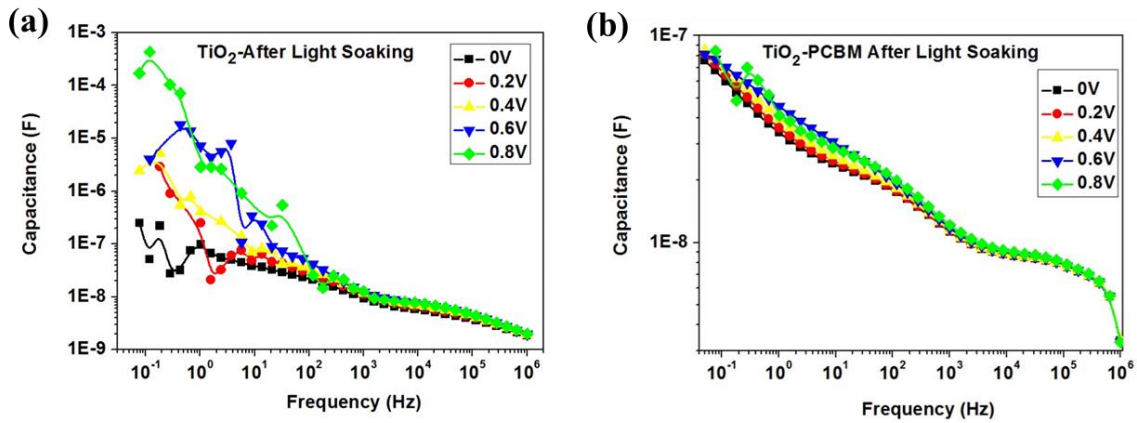 (a)
TiO2-After Light Soaking
0V
0.2V
0.4V
0.6V
0.8V
1E-3
1E-4
1E-5
1E-6
1E-7
1E-8
1E-9
Capacitance (F)
10-1 100 101 102 103 104 105 106
Frequency (Hz)
(b)
TiO2-PCBM After Light Soaking
0V
0.2V
0.4V
0.6V
0.8V
1E-7
1E-8
Capacitance (F)
10-1 100 101 102 103 104 105 106
Frequency (Hz)